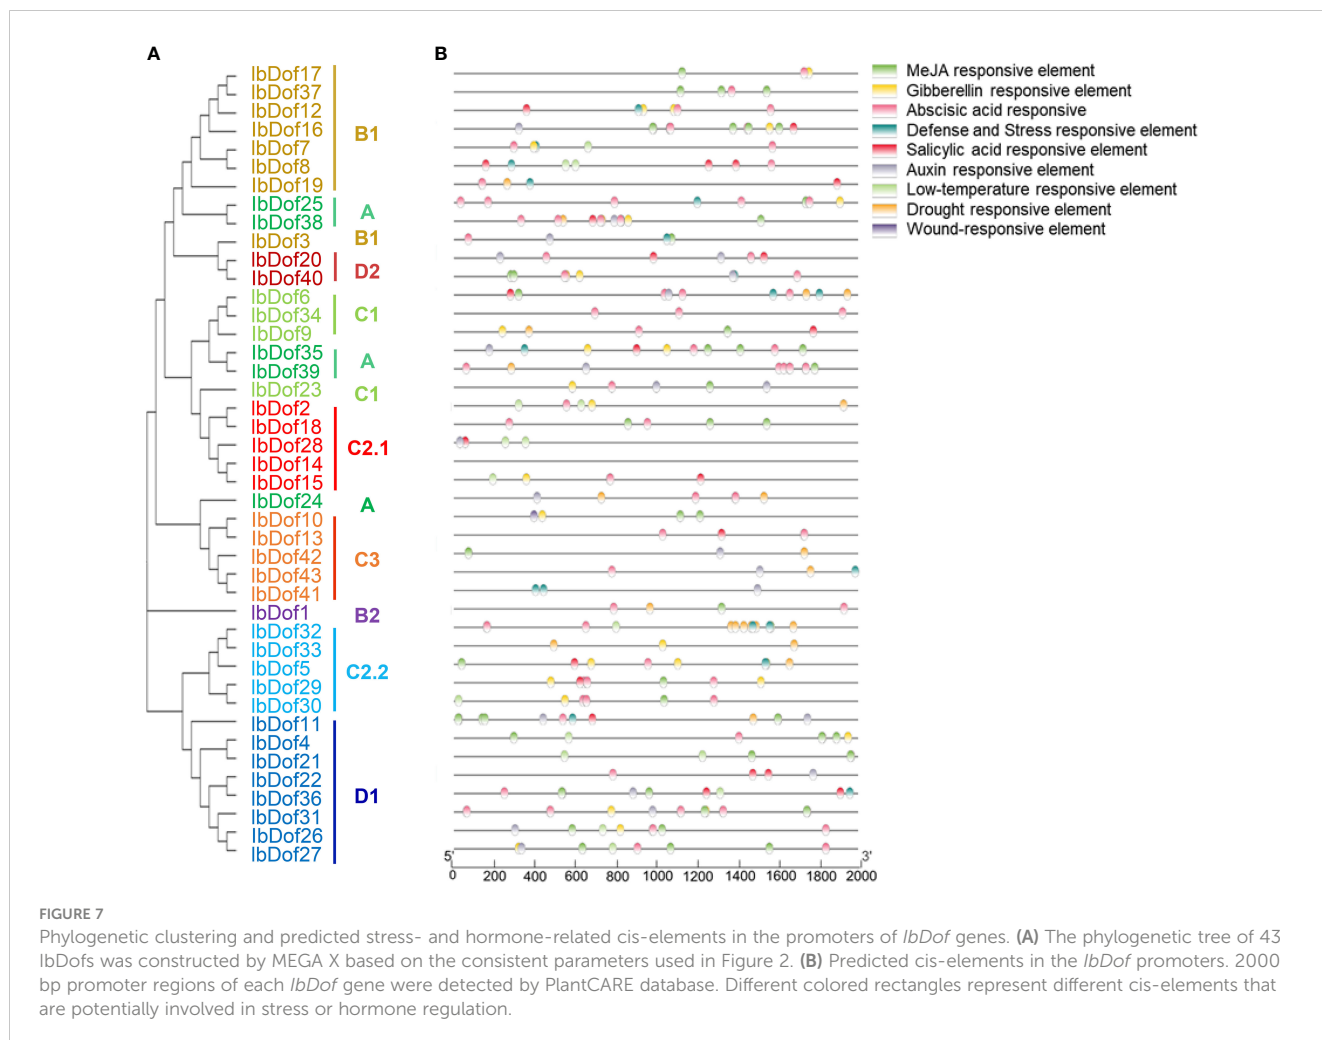 A
B
IbDof17
IbDof37
IbDof12
IbDof16
IbDof7
IbDof8
IbDof19
IbDof25
IbDof38
IbDof3
IbDof20
IbDof40
IbDof6
IbDof34
IbDof9
IbDof35
IbDof39
IbDof23
IbDof2
IbDof18
IbDof28
IbDof14
IbDof15
IbDof24
IbDof10
IbDof13
IbDof42
IbDof43
IbDof41
IbDof1
IbDof32
IbDof33
IbDof5
IbDof29
IbDof30
IbDof11
IbDof4
IbDof21
IbDof22
IbDof36
IbDof31
IbDof26
IbDof27
B1
A
B1
D2
C1
A
C1
C2.1
A
C3
B2
C2.2
D1
5' 3'
0 200 400 600 800 1000 1200 1400 1600 1800 2000
MeJA responsive element
Gibberellin responsive element
Abscisic acid responsive
Defense and Stress responsive element
Salicylic acid responsive element
Auxin responsive element
Low-temperature responsive element
Drought responsive element
Wound-responsive element
FIGURE 7
Phylogenetic clustering and predicted stress- and hormone-related cis-elements in the promoters of IbDof genes. (A) The phylogenetic tree of 43
IbDofs was constructed by MEGA X based on the consistent parameters used in Figure 2. (B) Predicted cis-elements in the IbDof promoters. 2000
bp promoter regions of each IbDof gene were detected by PlantCARE database. Different colored rectangles represent different cis-elements that
are potentially involved in stress or hormone regulation.